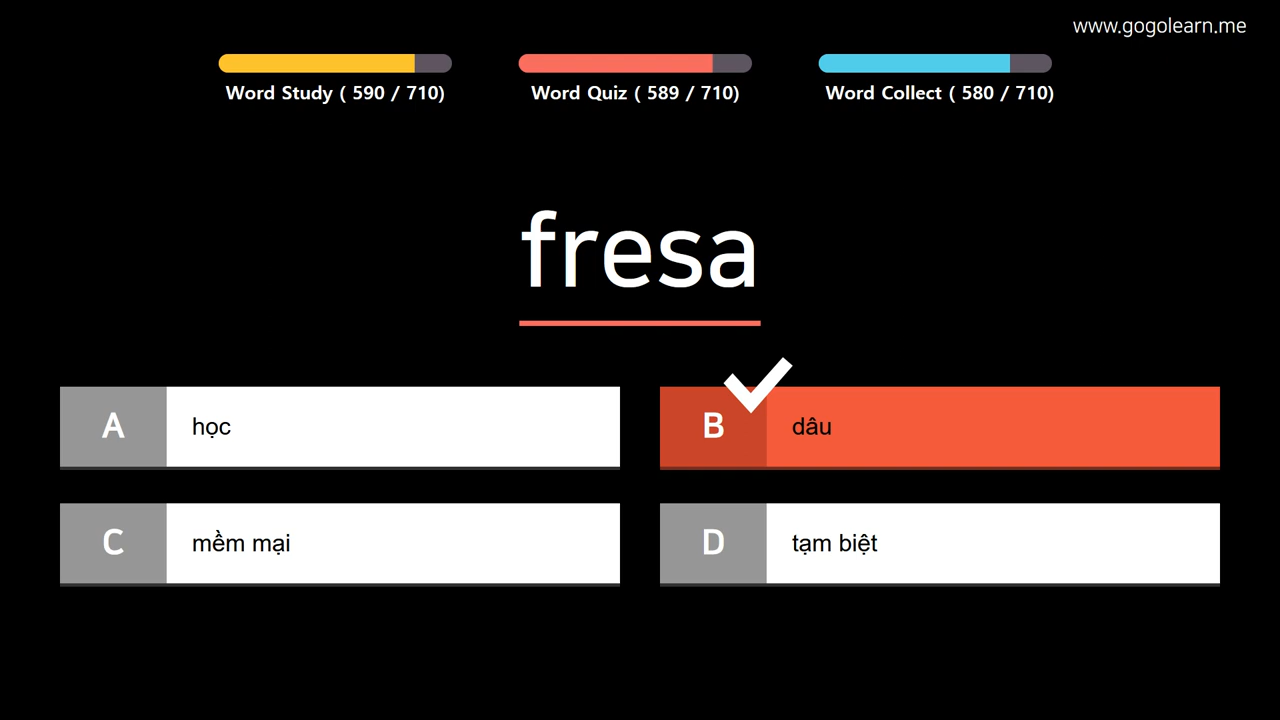 www.gogolearn.me
Word Study ( 590 / 710)
Word Quiz ( 589 / 710)
Word Collect ( 580 / 710)
fresa
A học
B dâu
C mềm mại
D tạm biệt